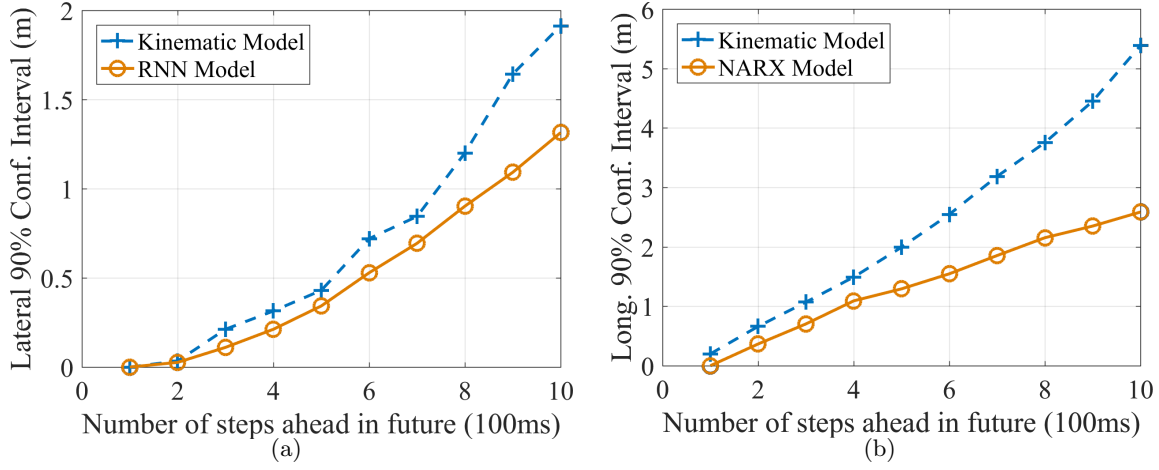 Lateral 90% Conf. Interval (m)
2
1.5
1
0.5
0
0
2
4
6
8
10
Kinematic Model
RNN Model
Number of steps ahead in future (100ms)
(a)
Long. 90% Conf. Interval (m)
6
5
4
3
2
1
0
0
2
4
6
8
10
Kinematic Model
NARX Model
Number of steps ahead in future (100ms)
(b)